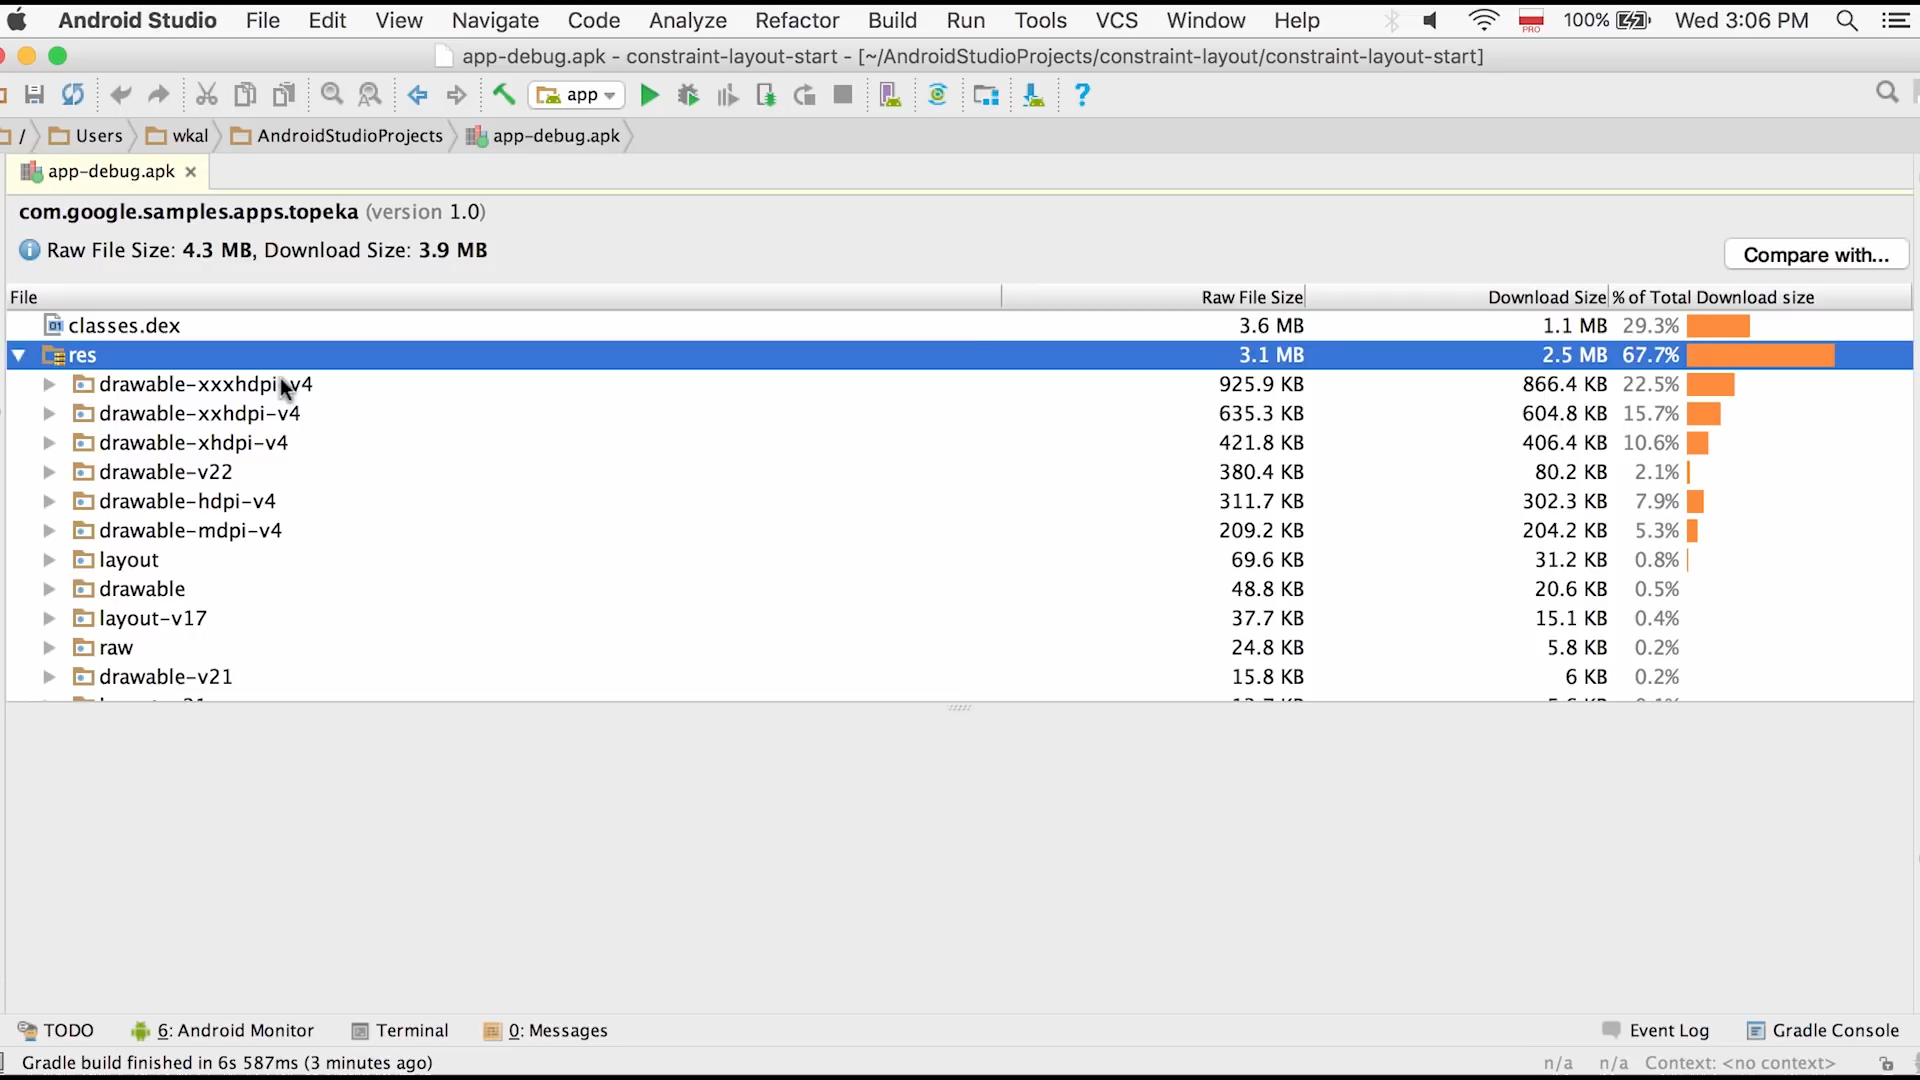 Android Studio File Edit View Navigate Code Analyze Refactor Build Run Tools VCS Window Help PRO 100% Wed 3:06 PM
app-debug.apk - constraint-layout-start - [~/AndroidStudioProjects/constraint-layout/constraint-layout-start]
app ?
/ Users wkal AndroidStudioProjects app-debug.apk
app-debug.apk ×
com.google.samples.apps.topeka (version 1.0)
Raw File Size: 4.3 MB, Download Size: 3.9 MB
Compare with...
File Raw File Size Download Size % of Total Download size
classes.dex 3.6 MB 1.1 MB 29.3%
res 3.1 MB 2.5 MB 67.7%
drawable-xxxhdpi-v4 925.9 KB 866.4 KB 22.5%
drawable-xxhdpi-v4 635.3 KB 604.8 KB 15.7%
drawable-xhdpi-v4 421.8 KB 406.4 KB 10.6%
drawable-v22 380.4 KB 80.2 KB 2.1%
drawable-hdpi-v4 311.7 KB 302.3 KB 7.9%
drawable-mdpi-v4 209.2 KB 204.2 KB 5.3%
layout 69.6 KB 31.2 KB 0.8%
drawable 48.8 KB 20.6 KB 0.5%
layout-v17 37.7 KB 15.1 KB 0.4%
raw 24.8 KB 5.8 KB 0.2%
drawable-v21 15.8 KB 6 KB 0.2%
TODO 6: Android Monitor Terminal 0: Messages Event Log Gradle Console
Gradle build finished in 6s 587ms (3 minutes ago) n/a n/a Context: <no context>